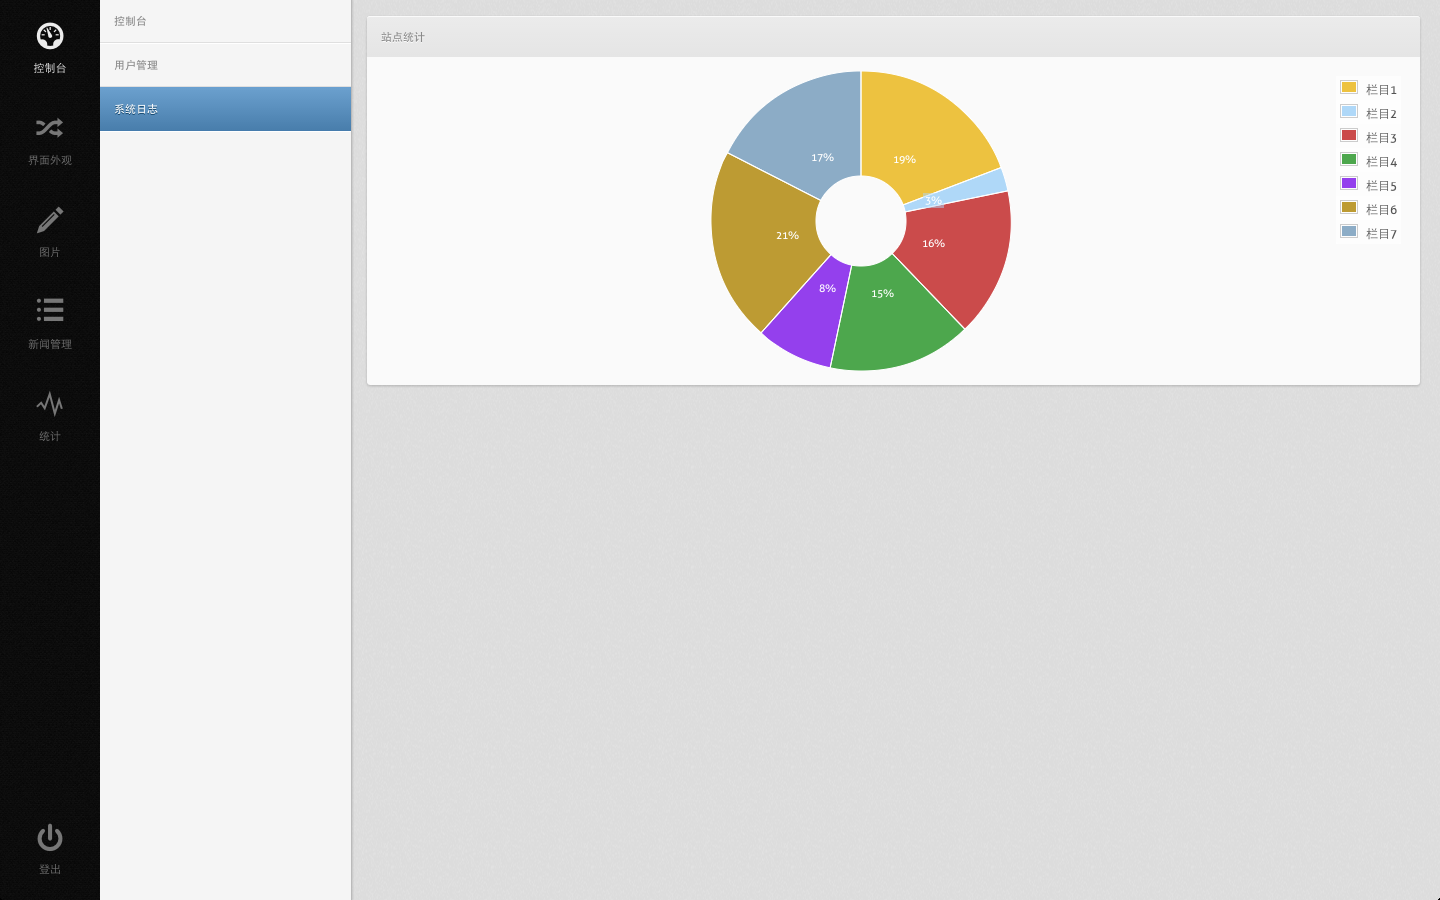 控制台
界面外观
图片
新闻管理
统计
登出
控制台
用户管理
系统日志
站点统计
19%
3%
16%
15%
8%
21%
17%
栏目1
栏目2
栏目3
栏目4
栏目5
栏目6
栏目7